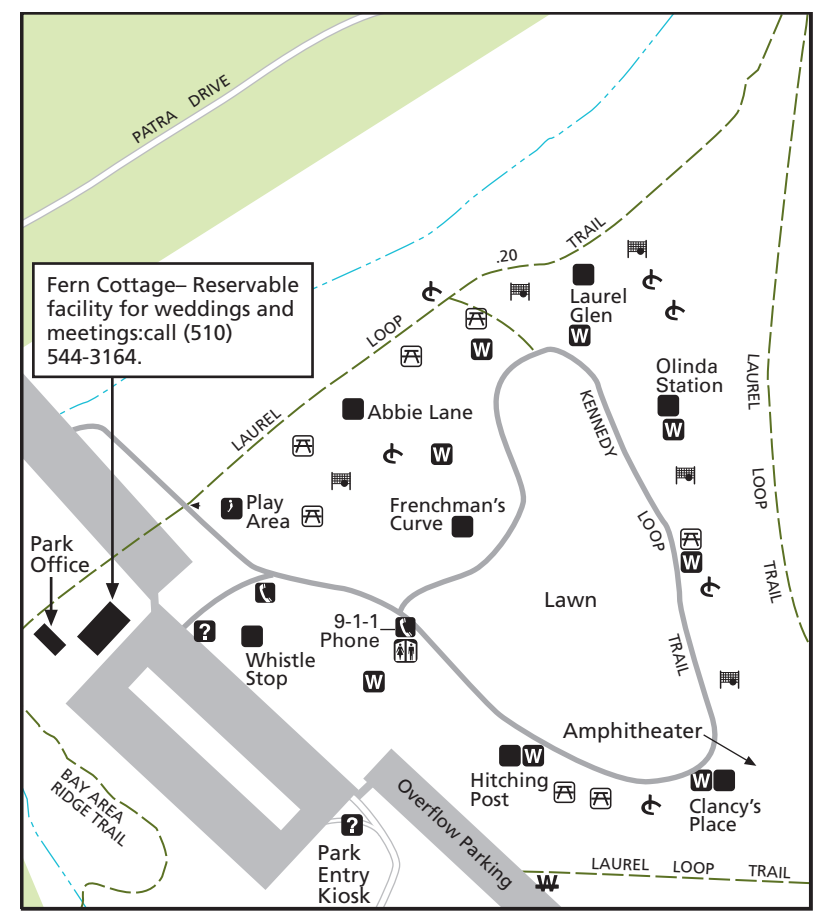 PATRA DRIVE
Fern Cottage– Reservable
facility for weddings and
meetings:call (510)
544-3164.
.20
TRAIL
LOOP
LAUREL
Laurel
Glen
W
W
Olinda
Station
W
KENNEDY
LOOP
TRAIL
LAUREL
LOOP
TRAIL
Abbie Lane
W
Play
Area
Frenchman's
Curve
Park
Office
W
Lawn
9-1-1
Phone
?
Whistle
Stop
W
Amphitheater
W
Hitching
Post
W
Clancy's
Place
BAY AREA
RIDGE TRAIL
Overflow Parking
?
Park
Entry
Kiosk
W
LAUREL LOOP TRAIL